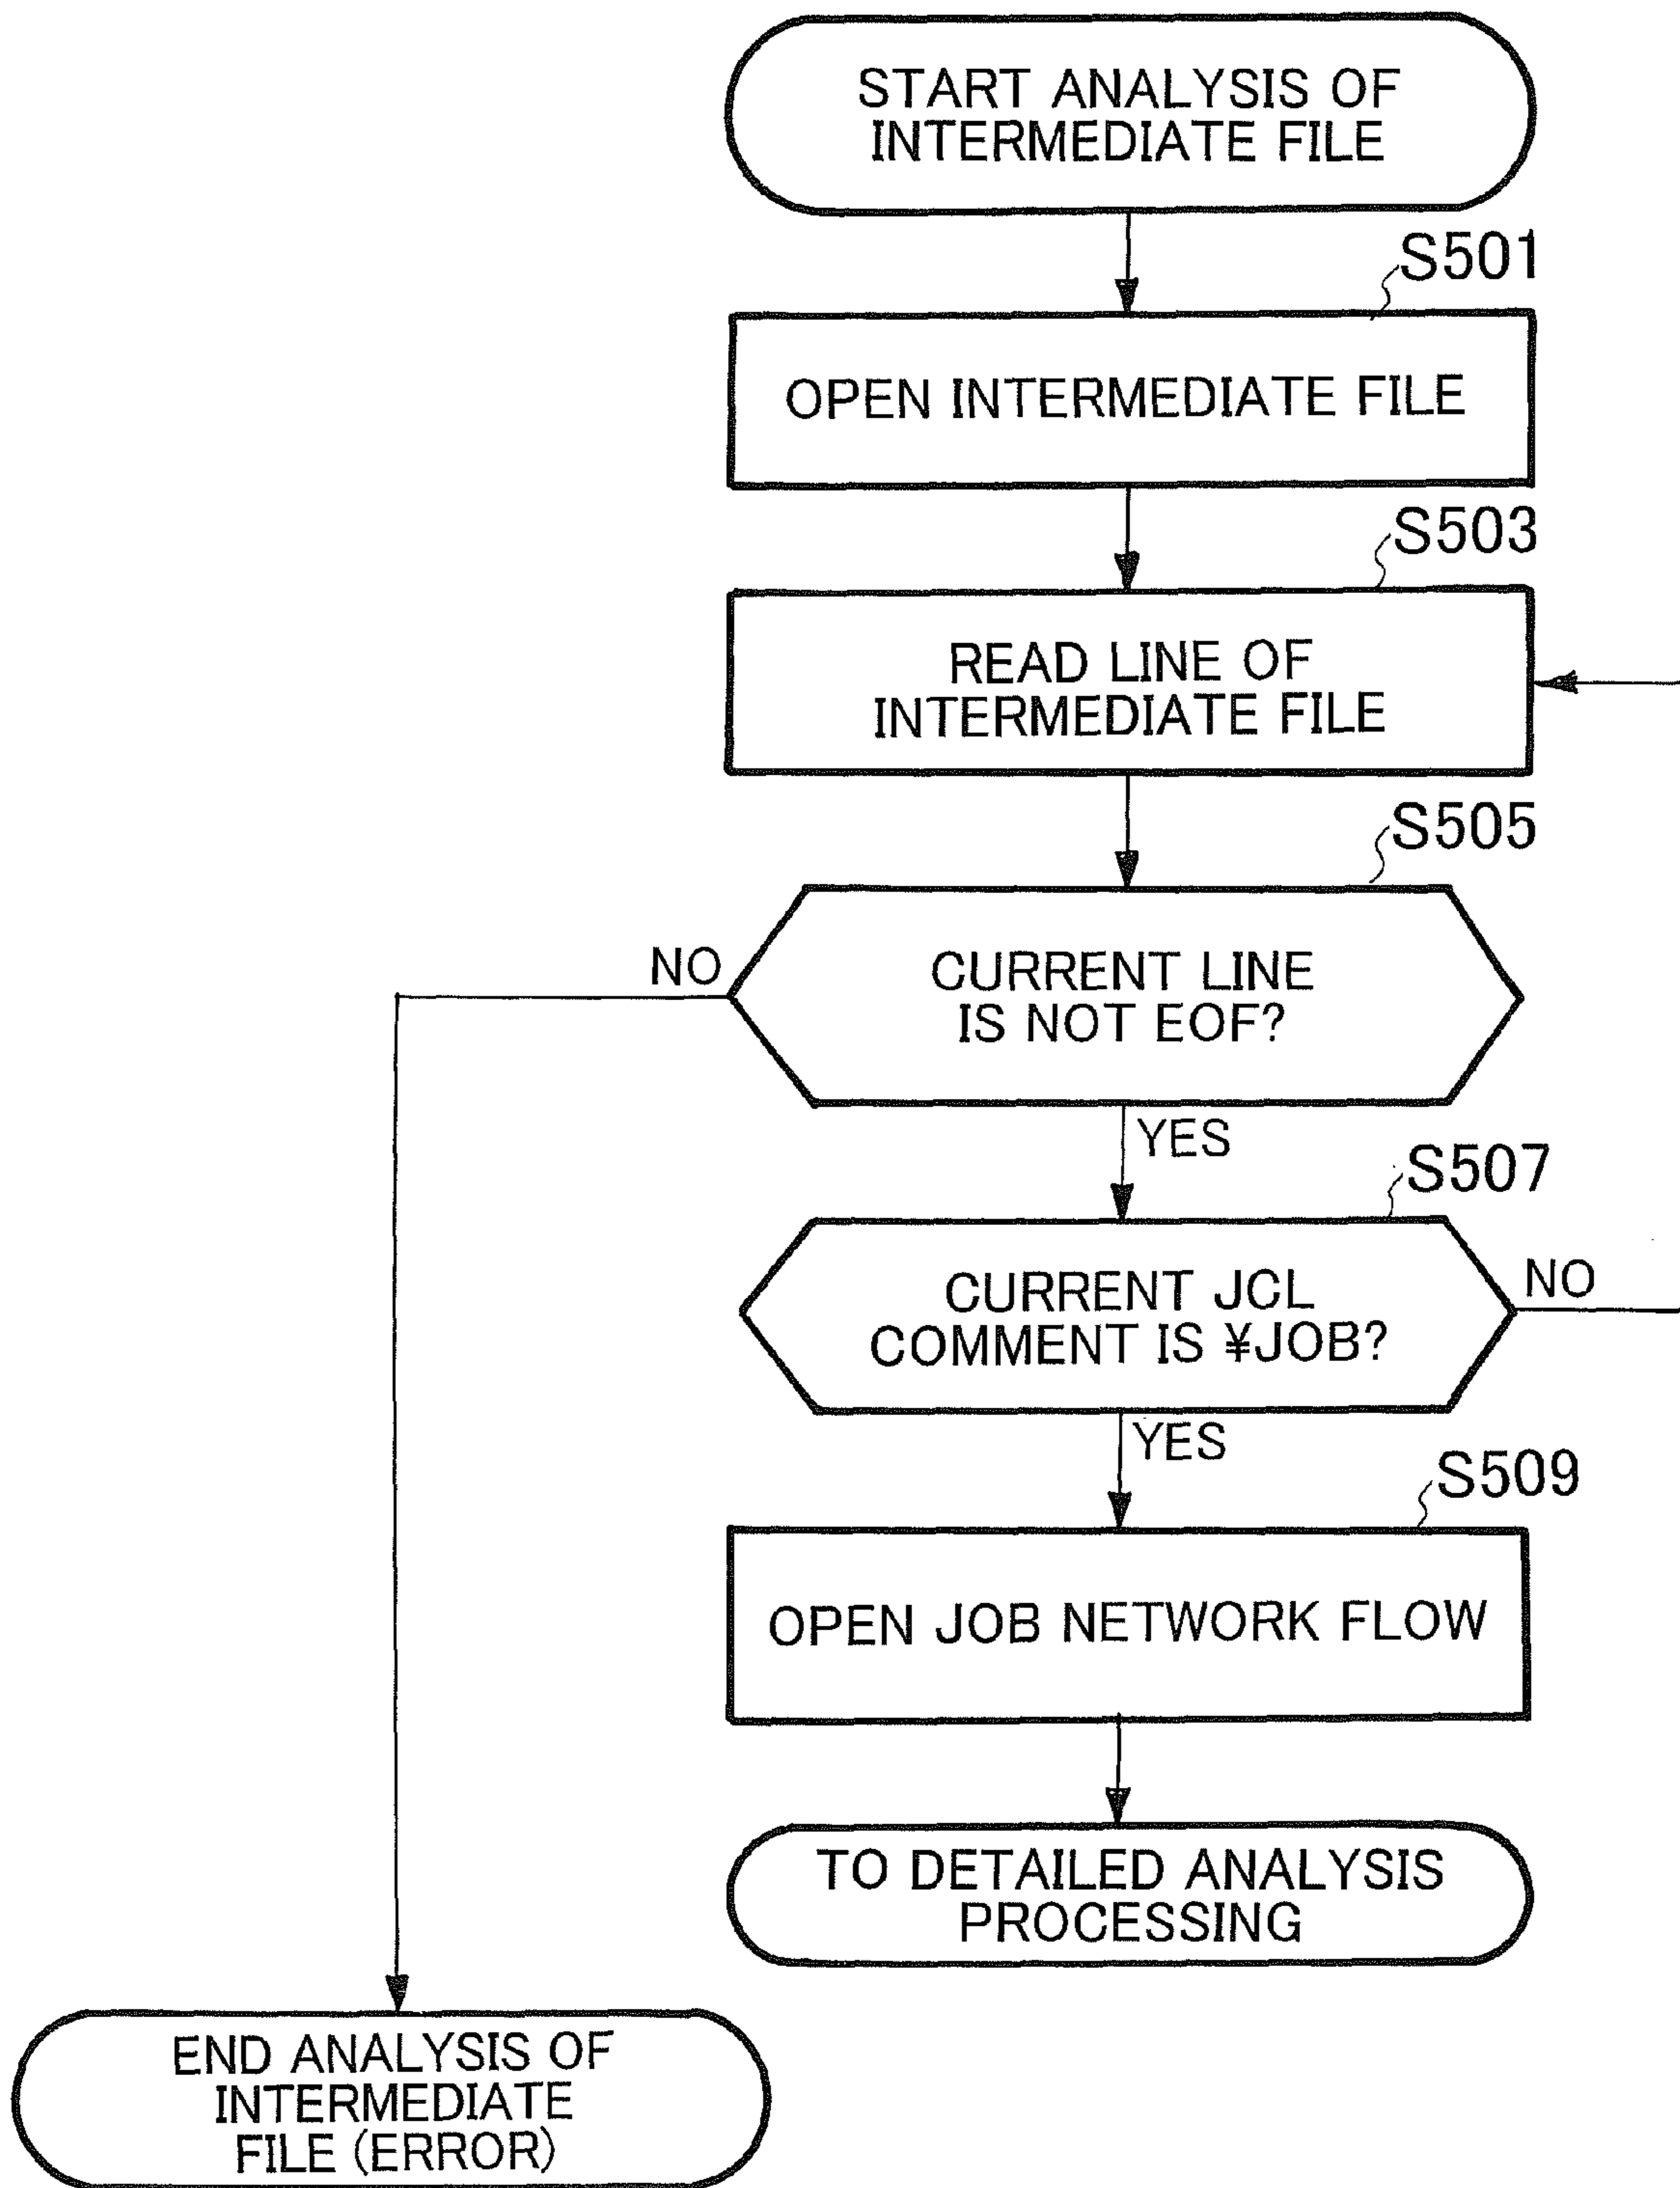 START ANALYSIS OF
INTERMEDIATE FILE
S501
OPEN INTERMEDIATE FILE
S503
READ LINE OF
INTERMEDIATE FILE
S505
NO
CURRENT LINE
IS NOT EOF?
YES
S507
CURRENT JCL
COMMENT IS ¥JOB?
NO
YES
S509
OPEN JOB NETWORK FLOW
TO DETAILED ANALYSIS
PROCESSING
END ANALYSIS OF
INTERMEDIATE
FILE (ERROR)